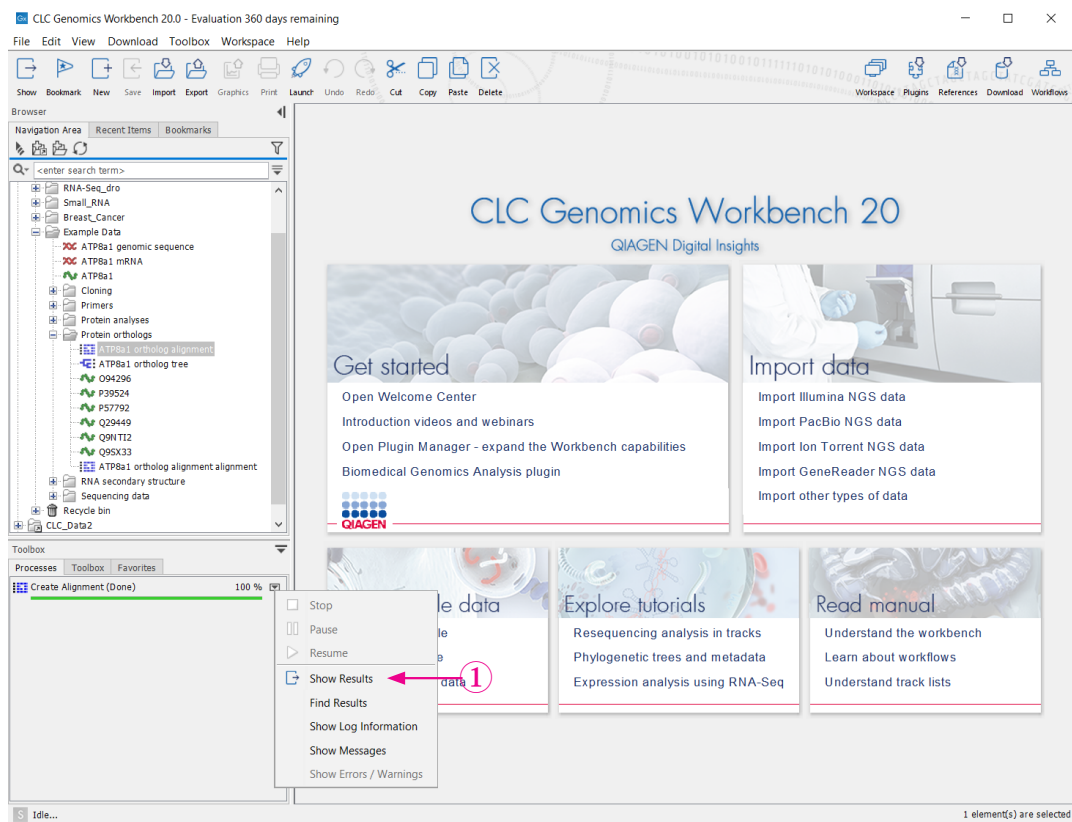 CLC Genomics Workbench 20.0 - Evaluation 360 days remaining
File Edit View Download Toolbox Workspace Help
Show Bookmark New Save Import Export Graphics Print Launch Undo Redo Cut Copy Paste Delete Workspace Plugins References Download Workflows
Browser
Navigation Area Recent Items Bookmarks
<enter search term>
RNA-Seq_dro
Small_RNA
Breast_Cancer
Example Data
ATP8a1 genomic sequence
ATP8a1 mRNA
ATP8a1
Cloning
Primers
Protein analyses
Protein orthologs
ATP8a1 ortholog alignment
ATP8a1 ortholog tree
O94296
P39524
P57792
Q29449
Q9NTI2
Q9SX33
ATP8a1 ortholog alignment alignment
RNA secondary structure
Sequencing data
Recycle bin
CLC_Data2
Toolbox
Processes Toolbox Favorites
Create Alignment (Done) 100 %
Stop
Pause
Resume
Show Results
Find Results
Show Log Information
Show Messages
Show Errors / Warnings
1
CLC Genomics Workbench 20
QIAGEN Digital Insights
Get started
Open Welcome Center
Introduction videos and webinars
Open Plugin Manager - expand the Workbench capabilities
Biomedical Genomics Analysis plugin
QIAGEN
Import data
Import Illumina NGS data
Import PacBio NGS data
Import Ion Torrent NGS data
Import GeneReader NGS data
Import other types of data
le data
le
e
data
Explore tutorials
Resequencing analysis in tracks
Phylogenetic trees and metadata
Expression analysis using RNA-Seq
Read manual
Understand the workbench
Learn about workflows
Understand track lists
S Idle...
1 element(s) are selected